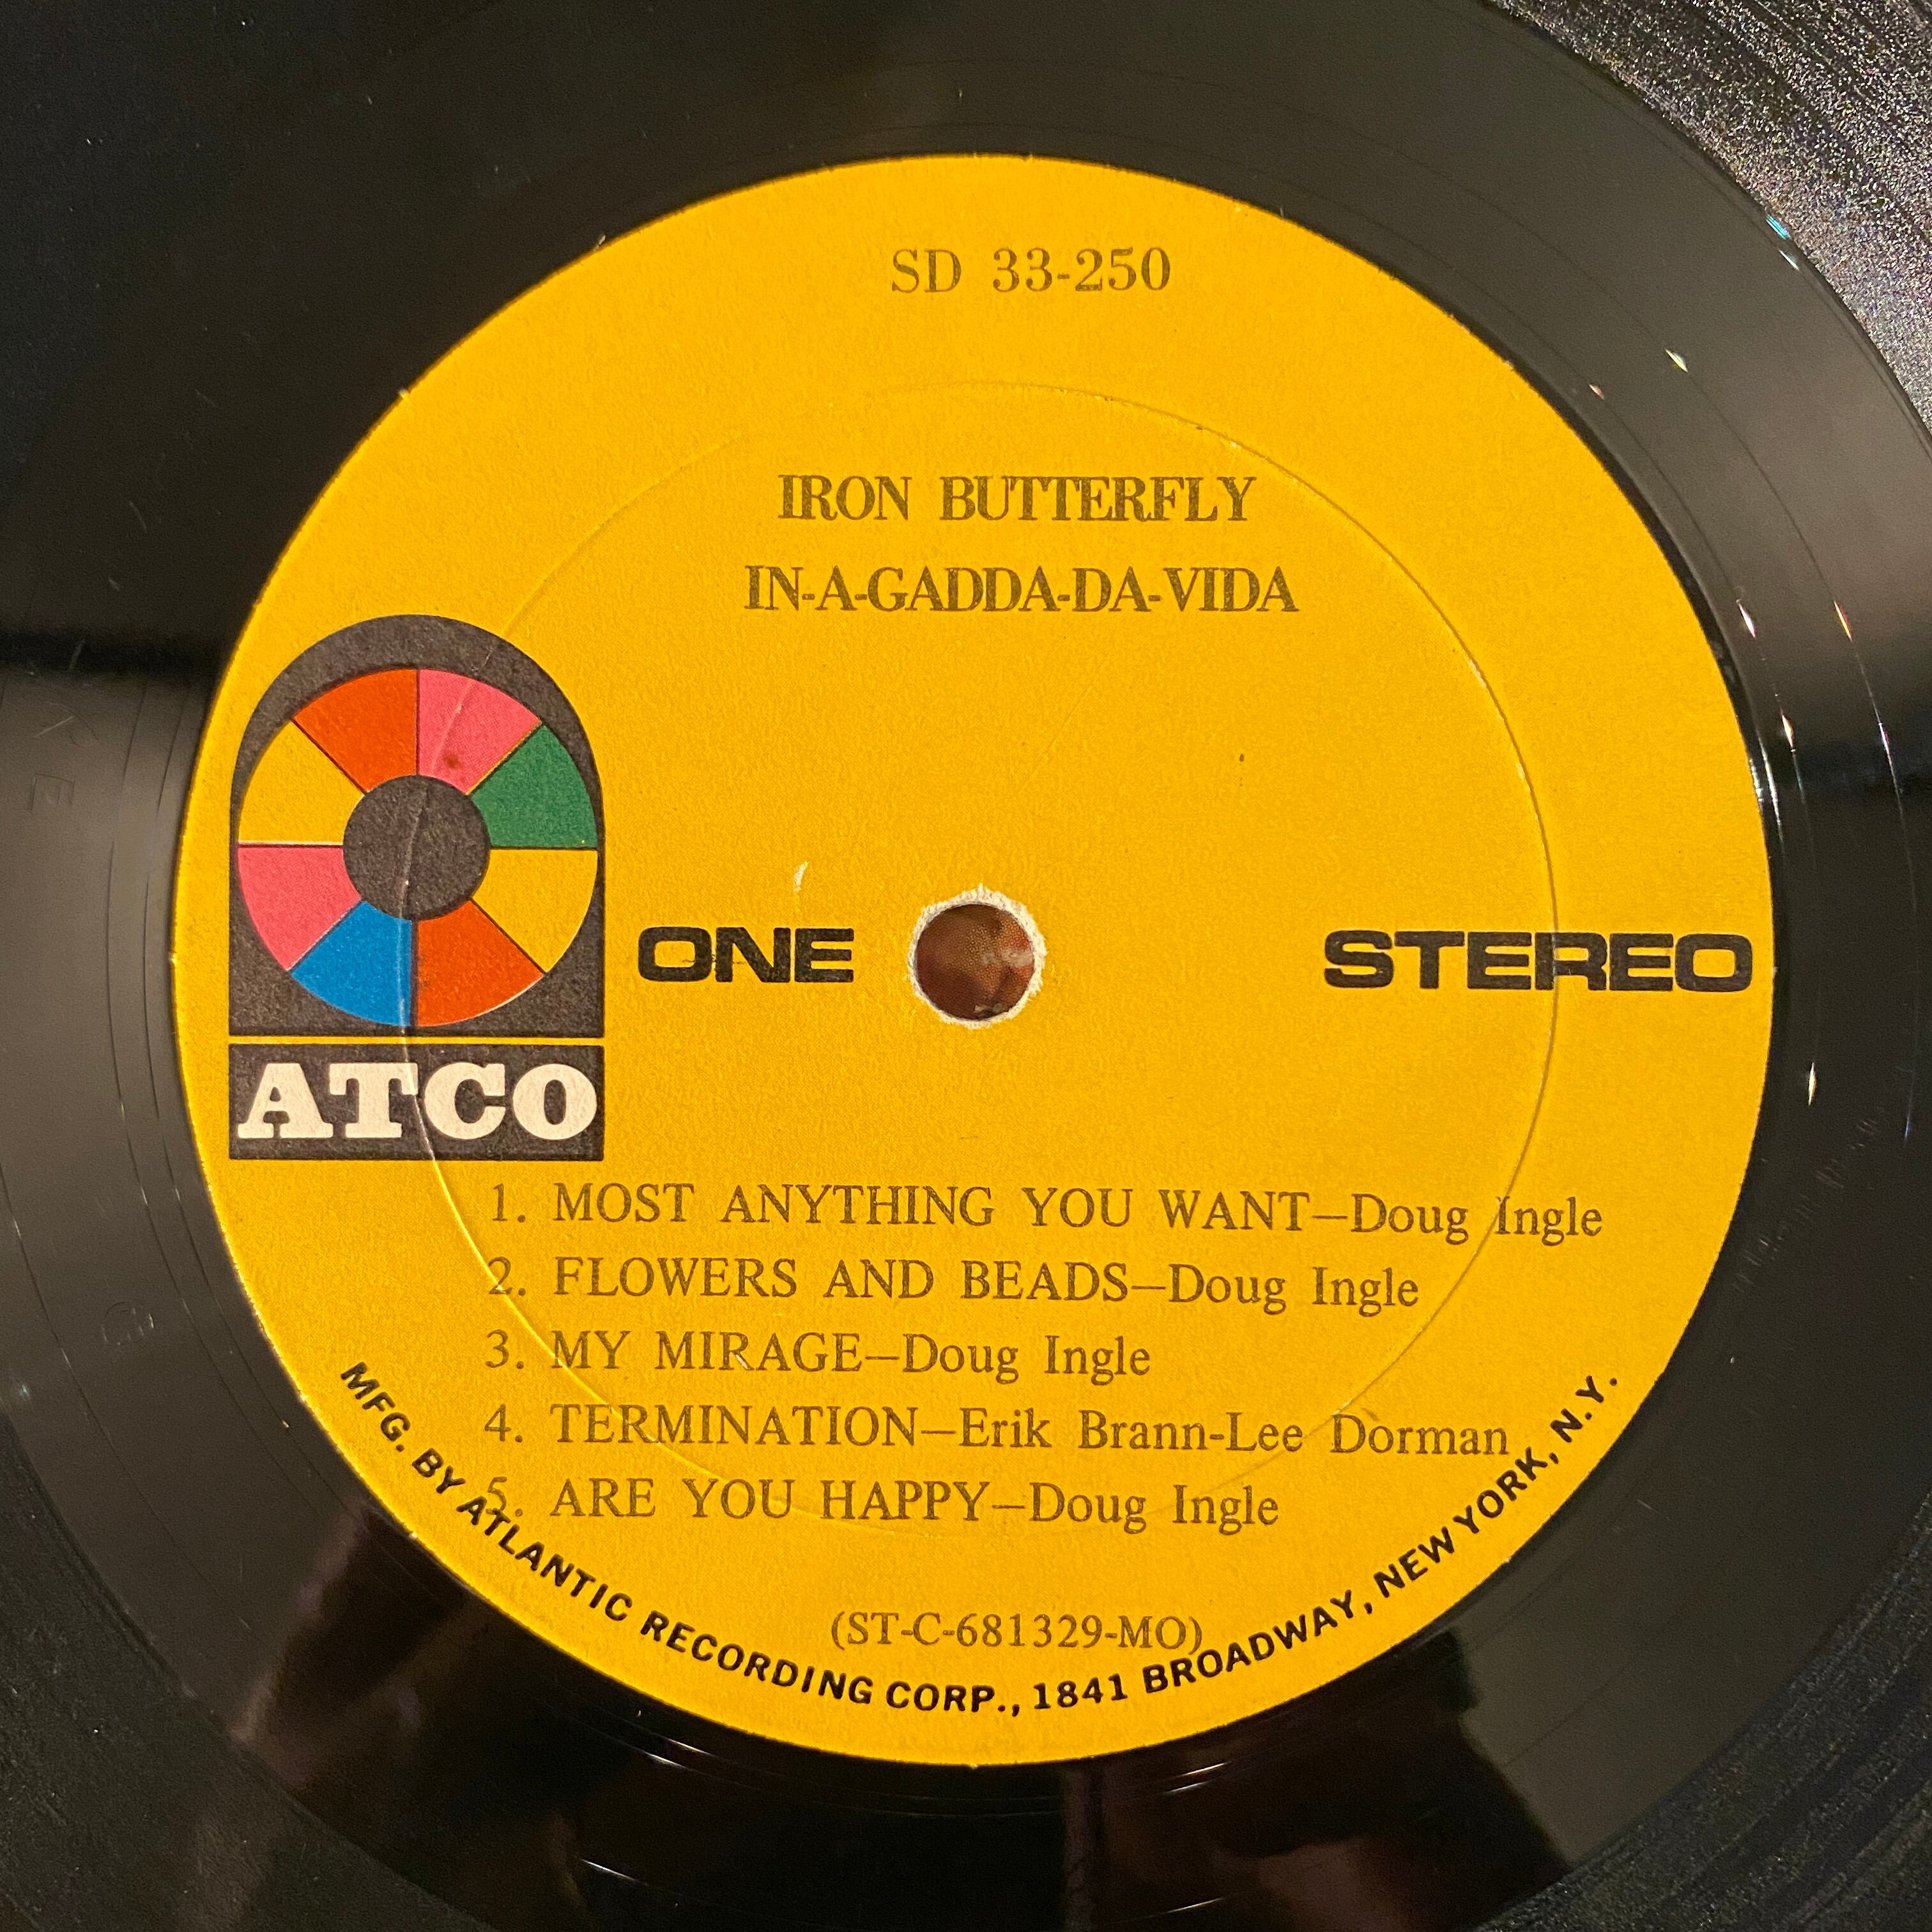 SD 33-250
IRON BUTTERFLY
IN-A-GADDA-DA-VIDA
ONE
STEREO
ATCO
1. MOST ANYTHING YOU WANT—Doug Ingle
2. FLOWERS AND BEADS—Doug Ingle
3. MY MIRAGE—Doug Ingle
4. TERMINATION—Erik Brann-Lee Dorman
5. ARE YOU HAPPY—Doug Ingle
(ST-C-681329-MO)
MFG. BY ATLANTIC RECORDING CORP., 1841 BROADWAY, NEW YORK, N.Y.